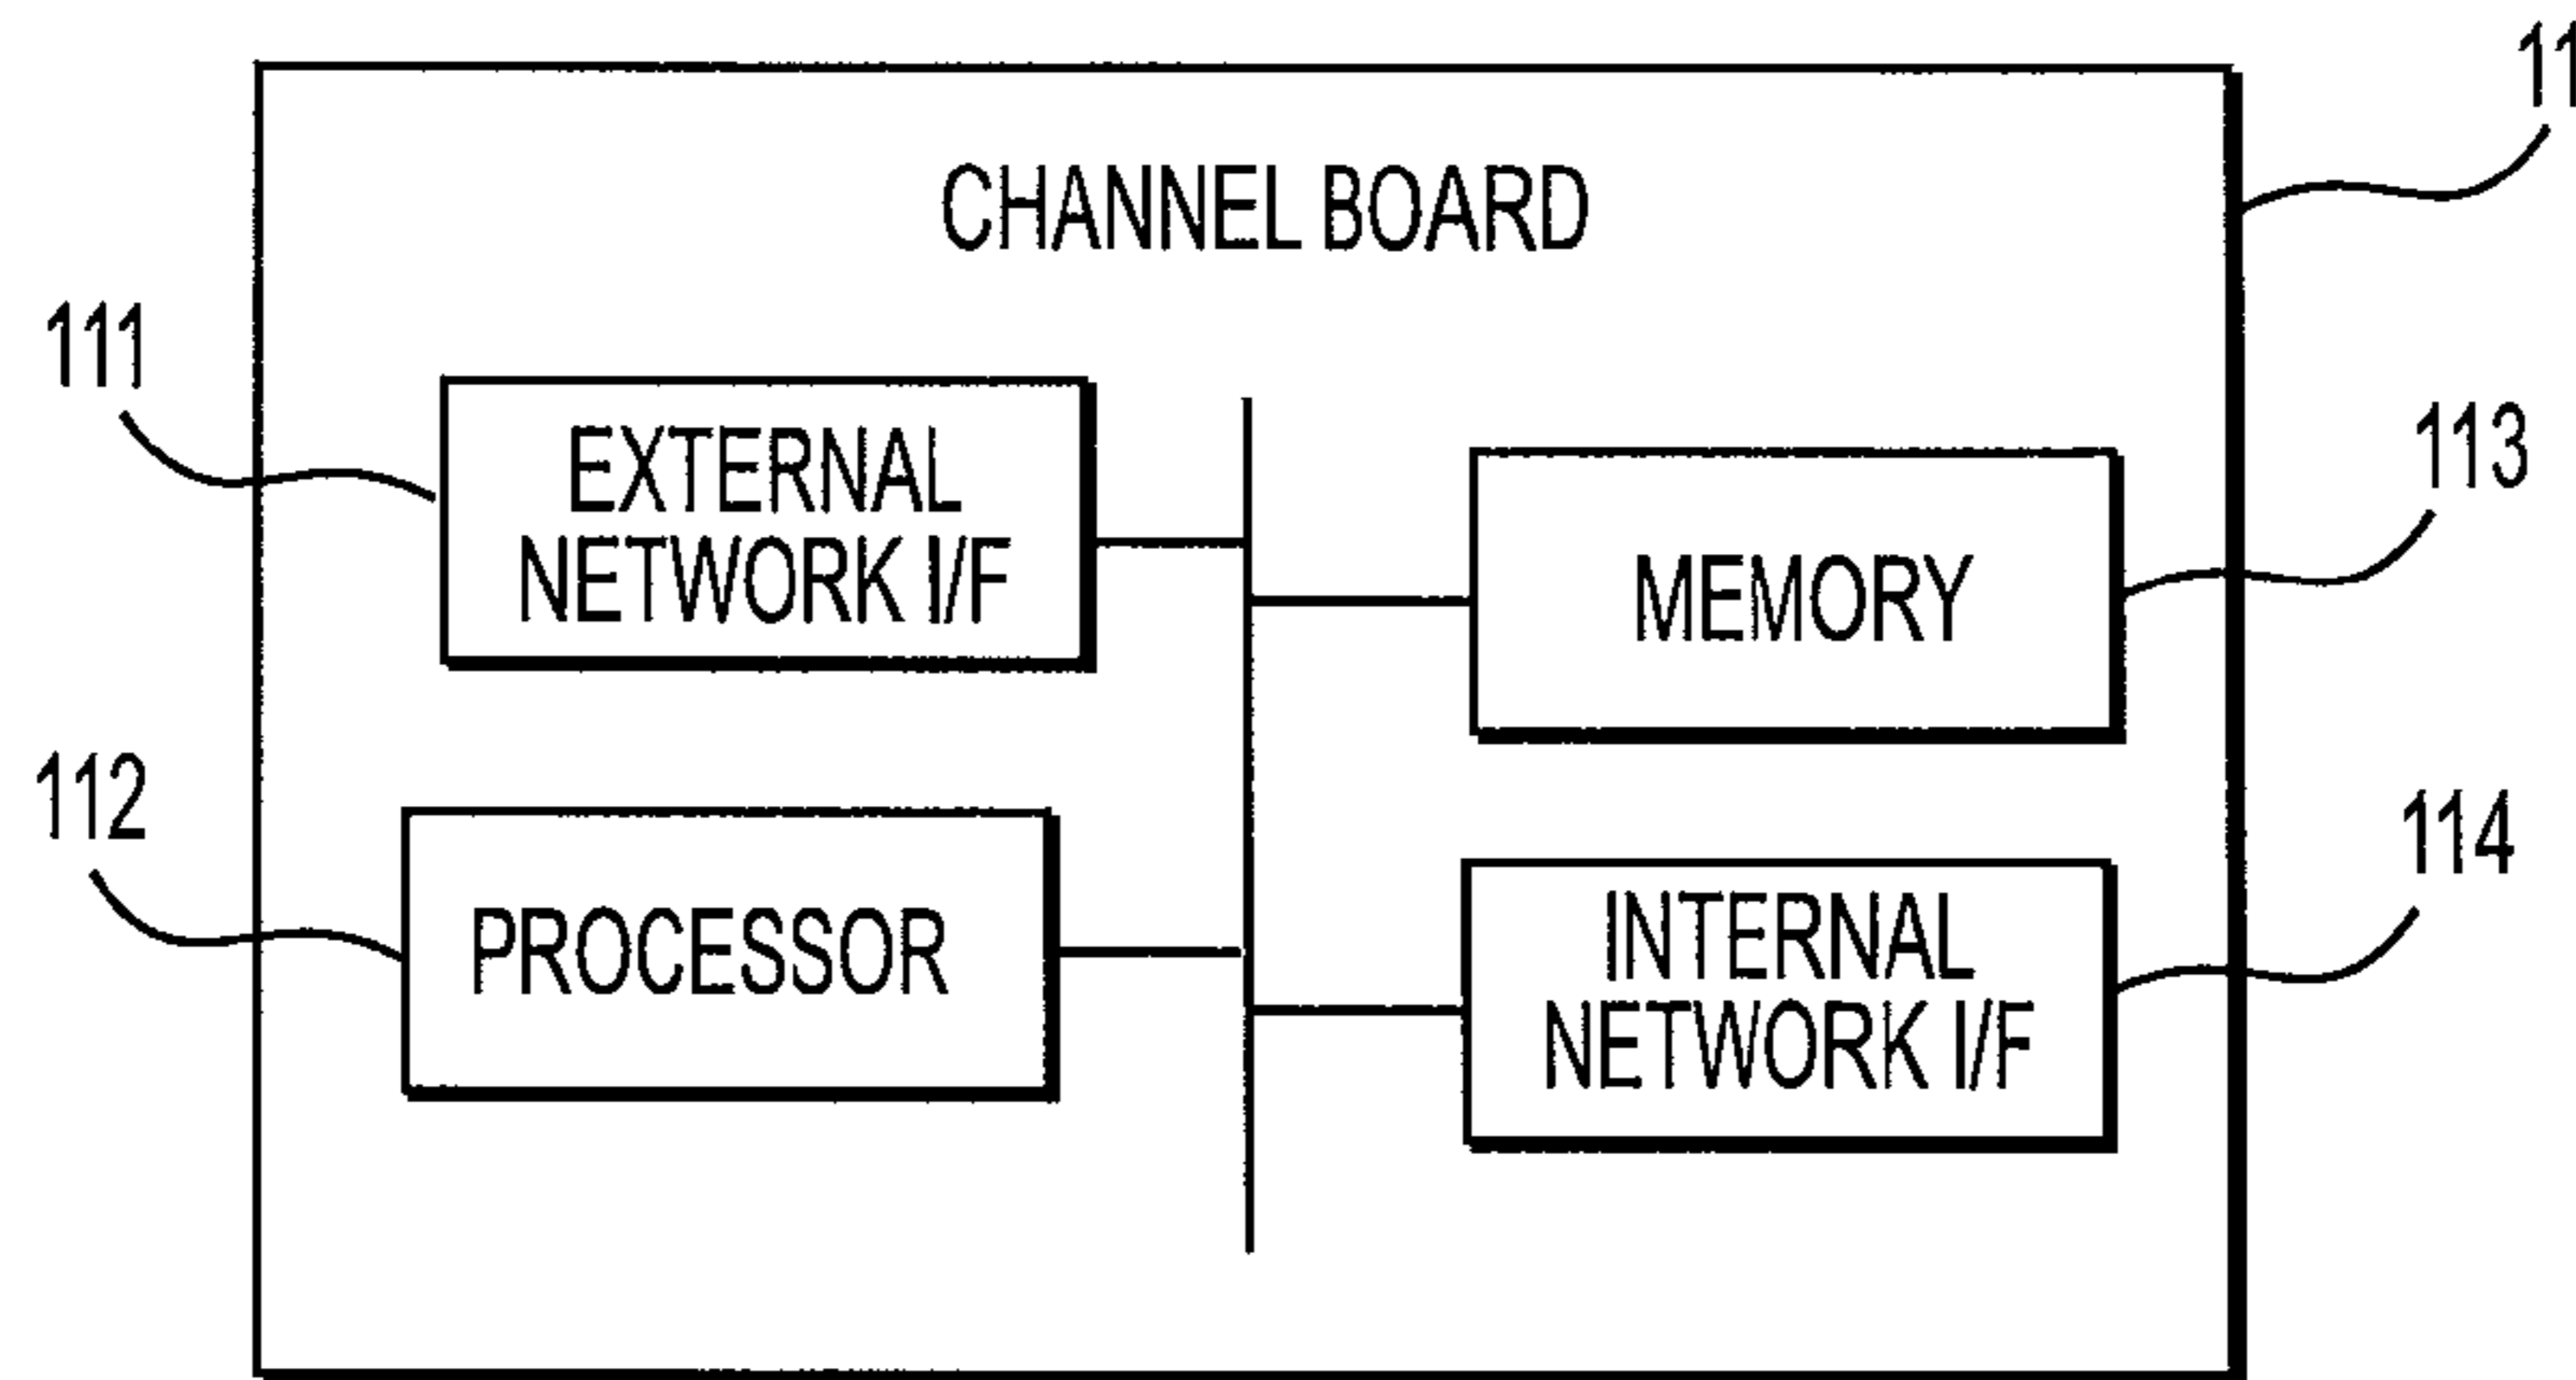 11
CHANNEL BOARD
111
EXTERNAL
NETWORK I/F
113
MEMORY
112
PROCESSOR
114
INTERNAL
NETWORK I/F